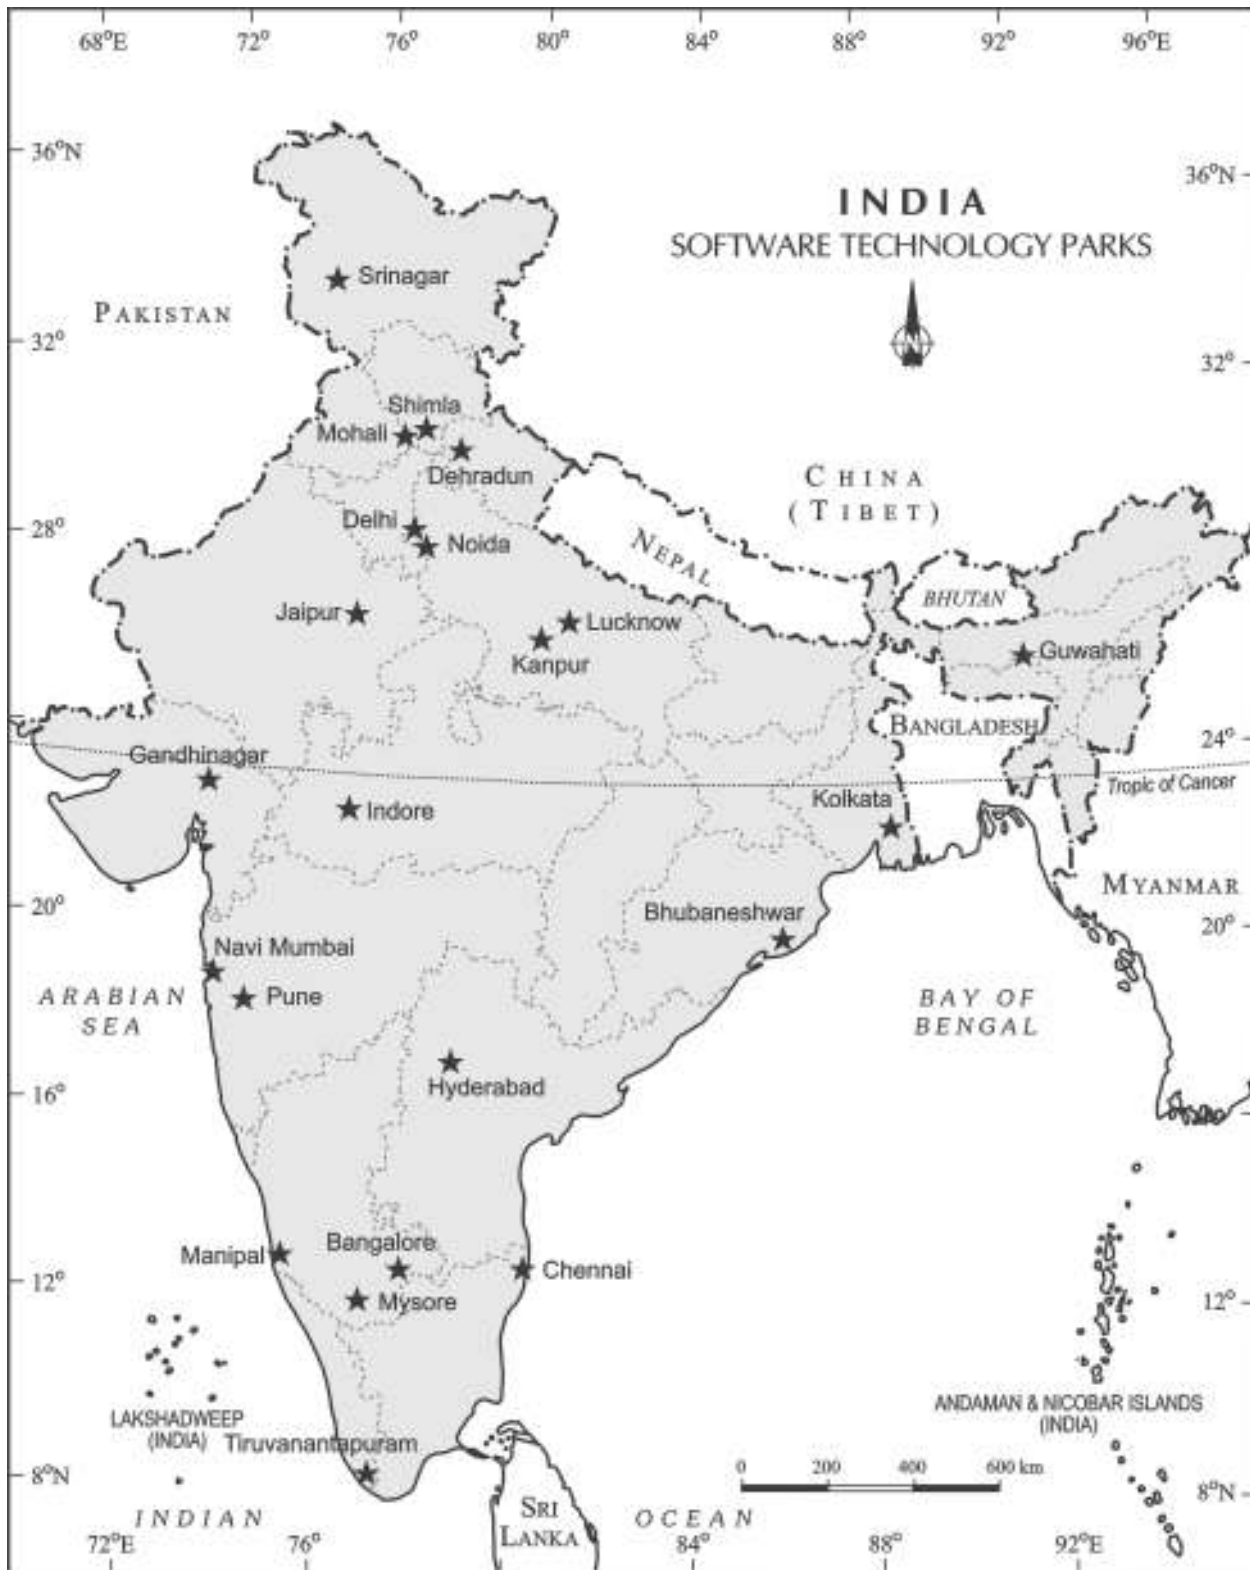 68°E 72° 76° 80° 84° 88° 92° 96°E
36°N
36°N
INDIA
SOFTWARE TECHNOLOGY PARKS
Srinagar
PAKISTAN
N
32°
32°
Shimla
Mohali
Dehradun
CHINA
(TIBET)
Delhi
28°
Noida
NEPAL
BHUTAN
Jaipur
Lucknow
Kanpur
Guwahati
BANGLADESH
24°
Gandhinagar
Tropic of Cancer
Kolkata
Indore
MYANMAR
20°
Bhubaneshwar
20°
Navi Mumbai
Pune
ARABIAN
SEA
BAY OF
BENGAL
Hyderabad
16°
Bangalore
Manipal
Chennai
12°
Mysore
12°
LAKSHADWEEP
(INDIA)
ANDAMAN & NICOBAR ISLANDS
(INDIA)
Tiruvanantapuram
0 200 400 600 km
8°N
8°N
SRI
LANKA
INDIAN OCEAN
72°E 76° 84° 88° 92°E